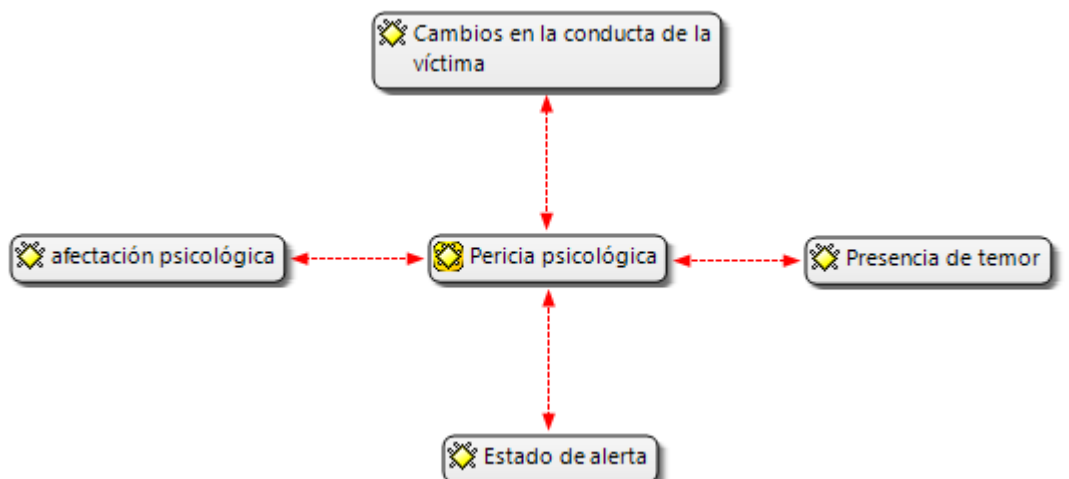 Cambios en la conducta de la
víctima
afectación psicológica
Pericia psicológica
Presencia de temor
Estado de alerta